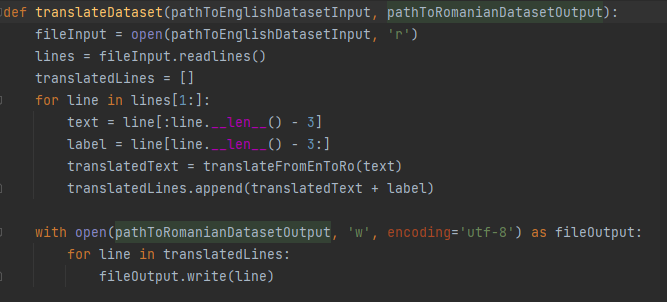 def translateDataset(pathToEnglishDatasetInput, pathToRomanianDatasetOutput):
    fileInput = open(pathToEnglishDatasetInput, 'r')
    lines = fileInput.readlines()
    translatedLines = []
    for line in lines[1:]:
        text = line[:line.__len__() - 3]
        label = line[line.__len__() - 3:]
        translatedText = translateFromEnToRo(text)
        translatedLines.append(translatedText + label)

    with open(pathToRomanianDatasetOutput, 'w', encoding='utf-8') as fileOutput:
        for line in translatedLines:
            fileOutput.write(line)